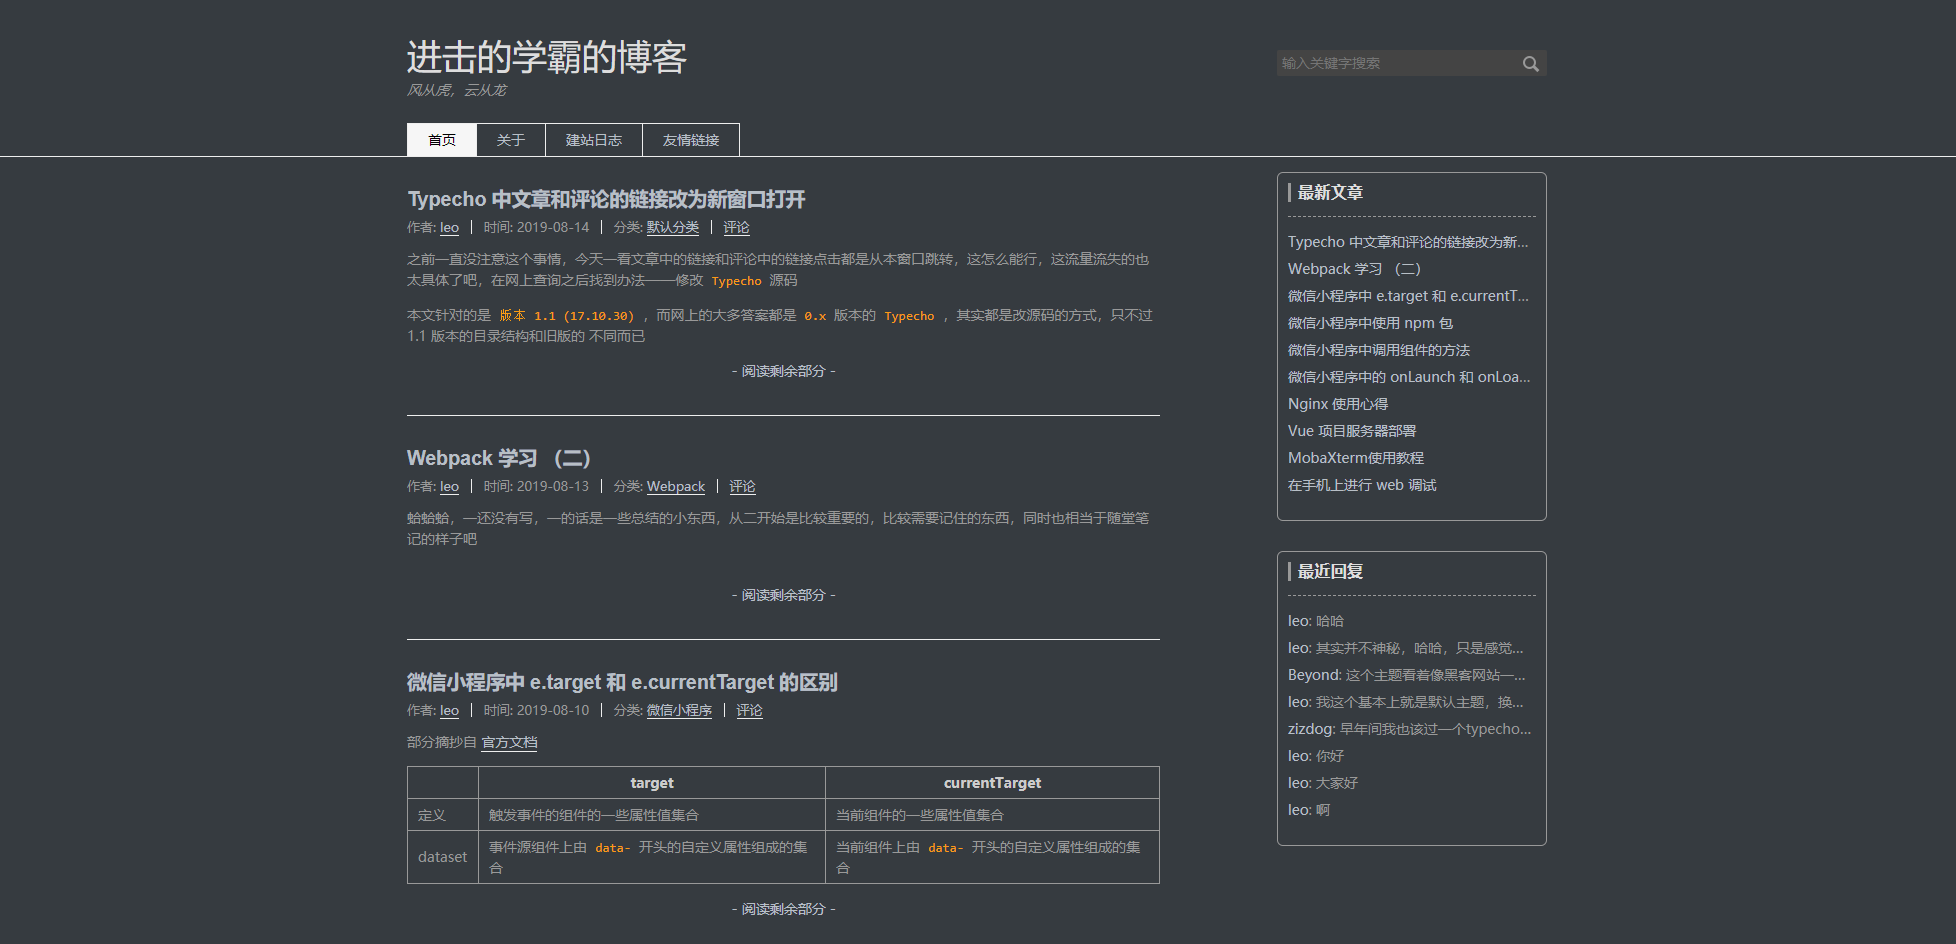 进击的学霸的博客
风从虎，云从龙
输入关键字搜索
首页 关于 建站日志 友情链接
Typecho 中文章和评论的链接改为新窗口打开
作者: leo 时间: 2019-08-14 分类: 默认分类 评论
之前一直没注意这个事情，今天一看文章中的链接和评论中的链接点击都是从本窗口跳转，这怎么能行，这流量流失的也
太具体了吧，在网上查询之后找到办法——修改 Typecho 源码
本文针对的是 版本 1.1 (17.10.30) ，而网上的大多答案都是 0.x 版本的 Typecho ，其实都是改源码的方式，只不过
1.1 版本的目录结构和旧版的 不同而已
- 阅读剩余部分 -
Webpack 学习 （二）
作者: leo 时间: 2019-08-13 分类: Webpack 评论
蛤蛤蛤，一还没有写，一的话是一些总结的小东西，从二开始是比较重要的，比较需要记住的东西，同时也相当于随堂笔
记的样子吧
- 阅读剩余部分 -
微信小程序中 e.target 和 e.currentTarget 的区别
作者: leo 时间: 2019-08-10 分类: 微信小程序 评论
部分摘抄自 官方文档
target currentTarget
定义 触发事件的组件的一些属性值集合 当前组件的一些属性值集合
dataset 事件源组件上由 data- 开头的自定义属性组成的集合 当前组件上由 data- 开头的自定义属性组成的集合
- 阅读剩余部分 -
最新文章
Typecho 中文章和评论的链接改为新...
Webpack 学习 （二）
微信小程序中 e.target 和 e.currentT...
微信小程序中使用 npm 包
微信小程序中调用组件的方法
微信小程序中的 onLaunch 和 onLoa...
Nginx 使用心得
Vue 项目服务器部署
MobaXterm使用教程
在手机上进行 web 调试
最近回复
leo: 哈哈
leo: 其实并不神秘，哈哈，只是感觉...
Beyond: 这个主题看着像黑客网站一...
leo: 我这个基本上就是默认主题，换...
zizdog: 早年间我也该过一个typecho...
leo: 你好
leo: 大家好
leo: 啊